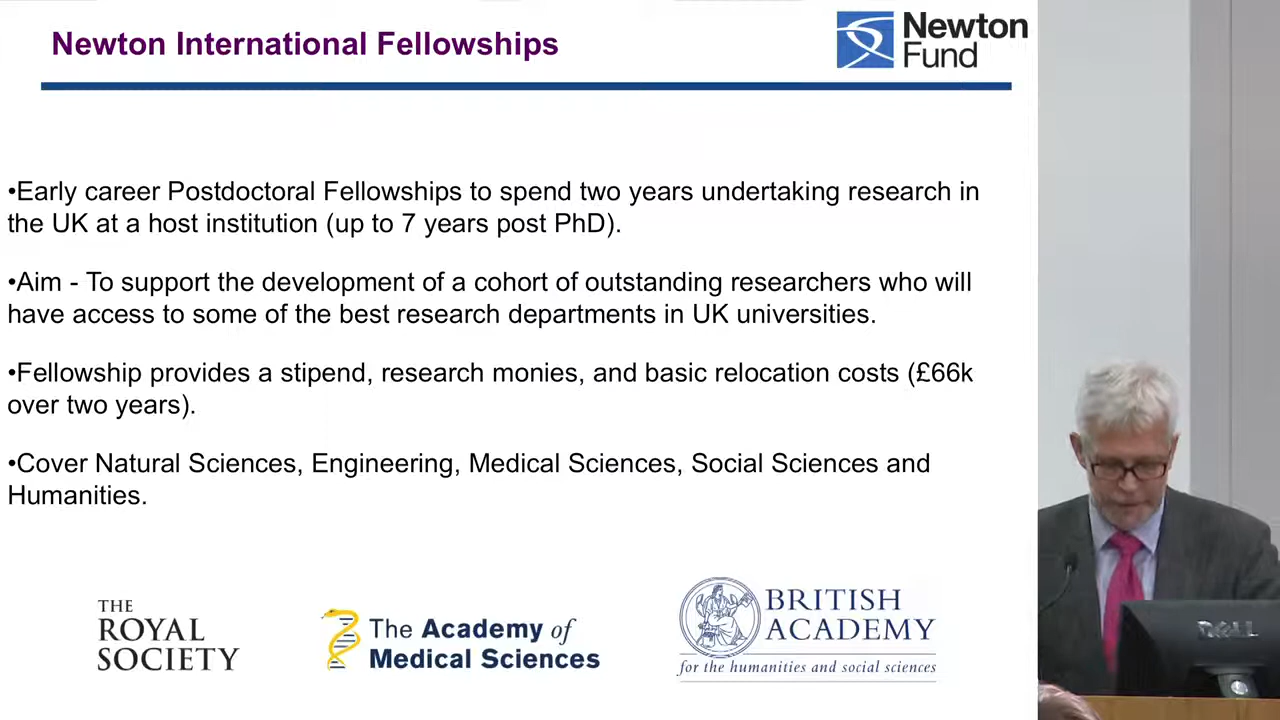 Newton International Fellowships
Newton
Fund
•Early career Postdoctoral Fellowships to spend two years undertaking research in
the UK at a host institution (up to 7 years post PhD).
•Aim - To support the development of a cohort of outstanding researchers who will
have access to some of the best research departments in UK universities.
•Fellowship provides a stipend, research monies, and basic relocation costs (£66k
over two years).
•Cover Natural Sciences, Engineering, Medical Sciences, Social Sciences and
Humanities.
THE
ROYAL
SOCIETY
The Academy of
Medical Sciences
BRITISH
ACADEMY
for the humanities and social sciences
DELL